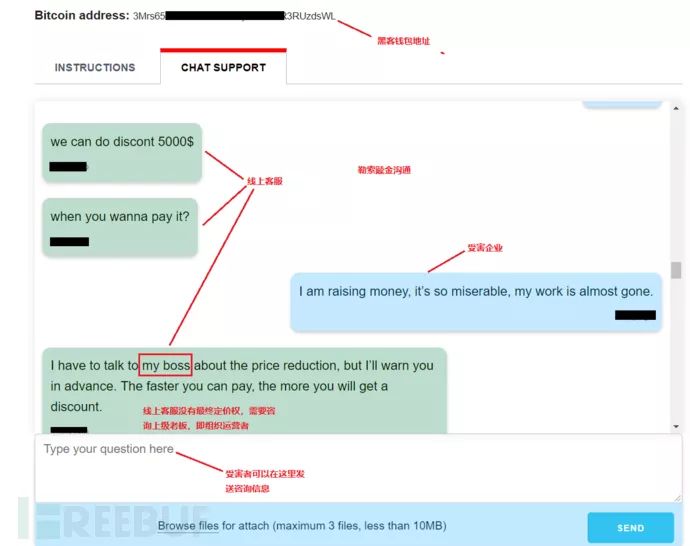 Bitcoin address: 3Mrs65 R3RUzdsWL
黑客钱包地址
INSTRUCTIONS
CHAT SUPPORT
we can do discont 5000$
线上客服
勒索赎金沟通
when you wanna pay it?
受害企业
I am raising money, it's so miserable, my work is almost gone.
I have to talk to my boss about the price reduction, but I'll warn you
in advance. The faster you can pay, the more you will get a
discount.
线上客服没有最终定价权，需要咨
询上级老板，即组织运营者
Type your question here
受害者可以在这里发
送咨询信息
REEBUF
Browse files for attach (maximum 3 files, less than 10MB)
SEND